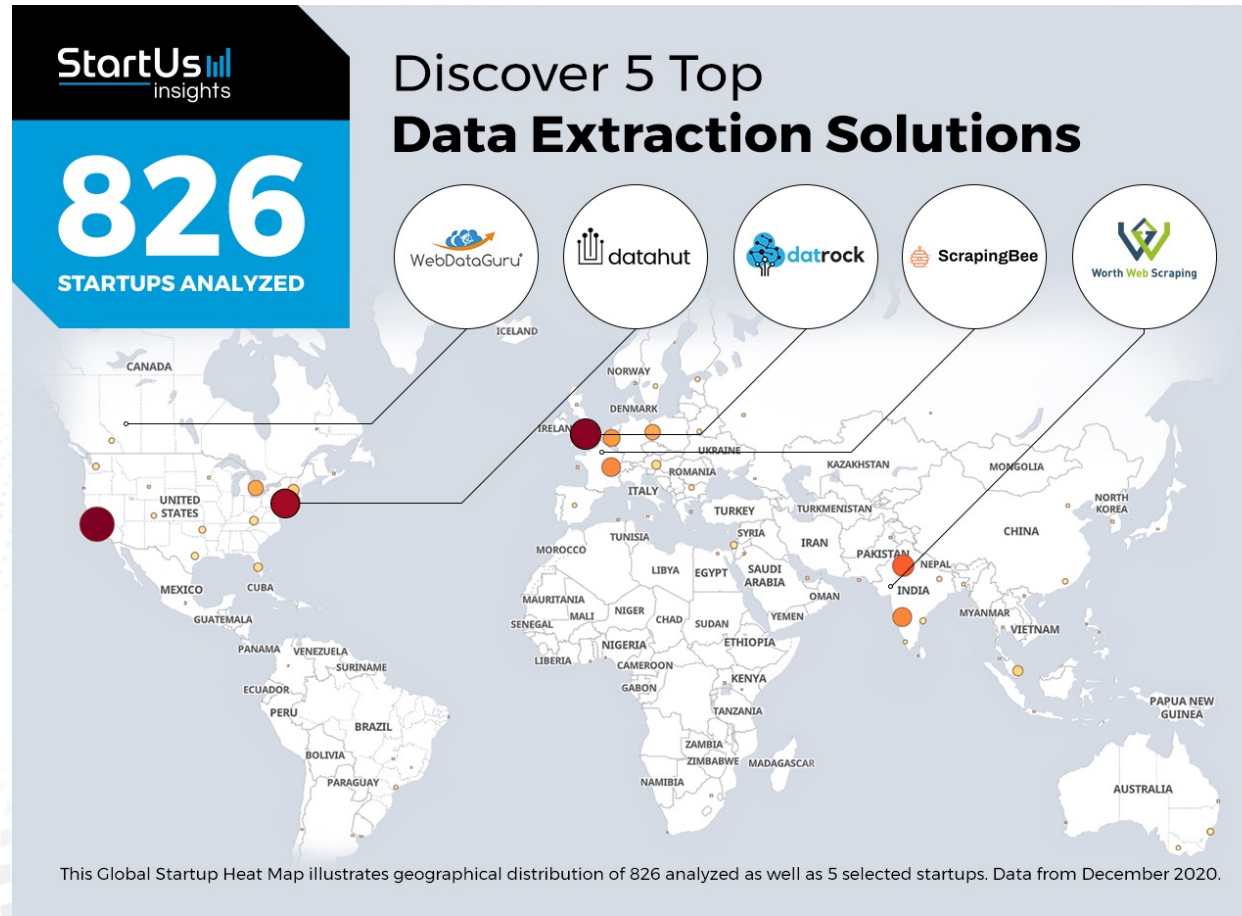 StartUs
insights
826
STARTUPS ANALYZED
Discover 5 Top
Data Extraction Solutions
WebDataGuru
datahut
datrock
ScrapingBee
Worth Web Scraping
ICELAND
CANADA
NORWAY
DENMARK
IRELAN
UKRAINE
KAZAKHSTAN
MONGOLIA
ROMANIA
ITALY
UNITED
STATES
NORTH
KOREA
TURKEY
TURKMENISTAN
CHINA
SYRIA
TUNISIA
IRAN
MOROCCO
PAKISTAN
NEPAL
LIBYA
EGYPT
SAUDI
ARABIA
MEXICO
CUBA
INDIA
OMAN
MAURITANIA
MALI
NIGER
CHAD
SUDAN
YEMEN
MYANMAR
GUATEMALA
SENEGAL
VIETNAM
PANAMA
VENEZUELA
NIGERIA
ETHIOPIA
SURINAME
LIBERIA
CAMEROON
KENYA
ECUADOR
GABON
PERU
TANZANIA
PAPUA NEW
GUINEA
BRAZIL
ZAMBIA
BOLIVIA
ZIMBABWE
MADAGASCAR
PARAGUAY
NAMIBIA
AUSTRALIA
This Global Startup Heat Map illustrates geographical distribution of 826 analyzed as well as 5 selected startups. Data from December 2020.